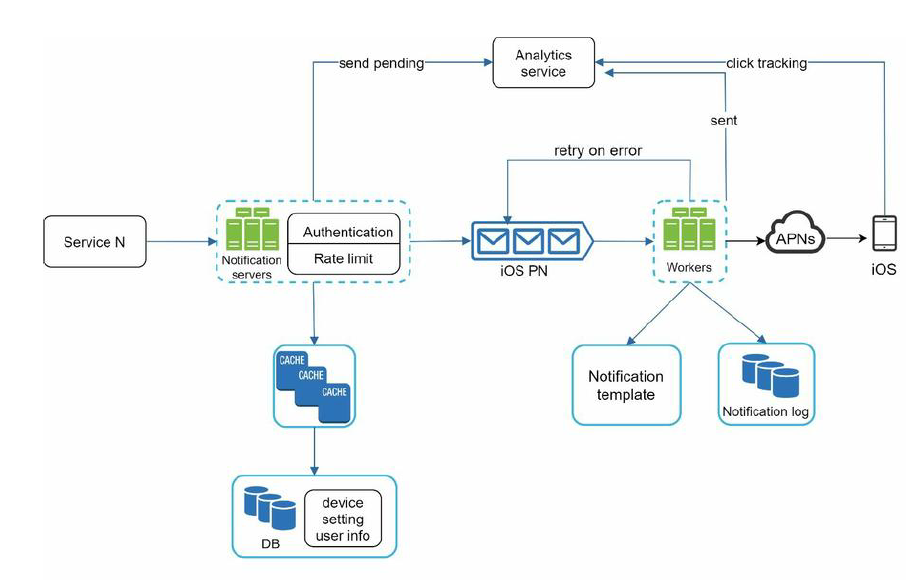 Analytics
service
send pending
click tracking
sent
retry on error
Service N
Notification
servers
Authentication
Rate limit
iOS PN
Workers
APNs
iOS
CACHE
CACHE
CACHE
Notification
template
Notification log
DB
device
setting
user info